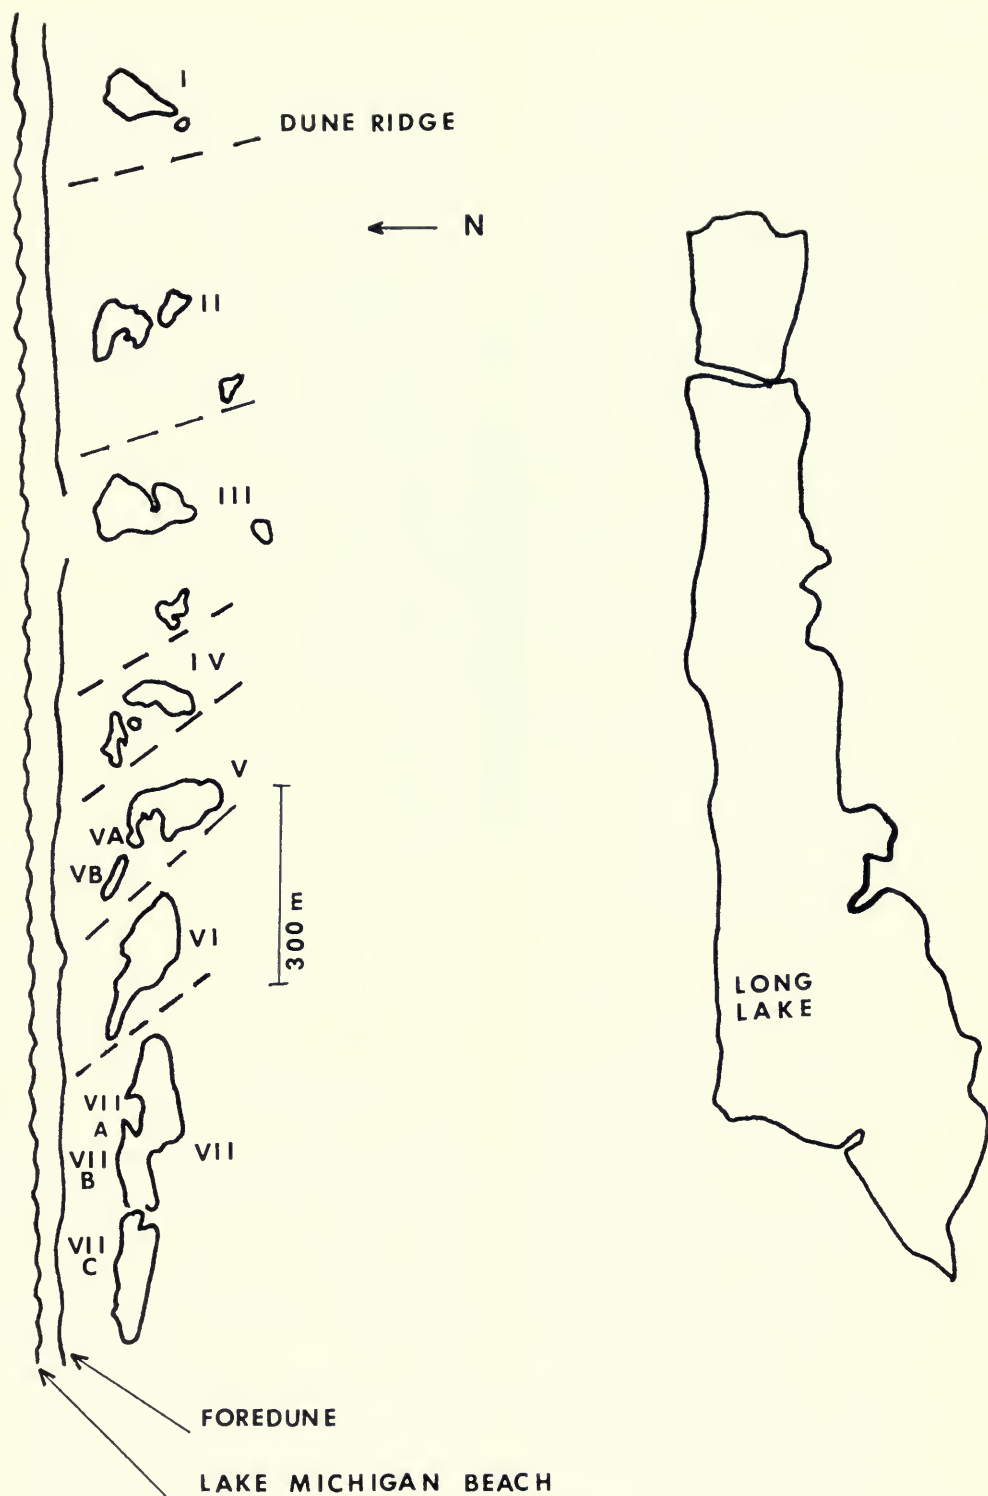 I
DUNE RIDGE
N
II
III
IV
V
VA
VB
300 m
VI
LONG
LAKE
VII
A
VII
VII
B
VII
C
FOREDUNE
LAKE MICHIGAN BEACH